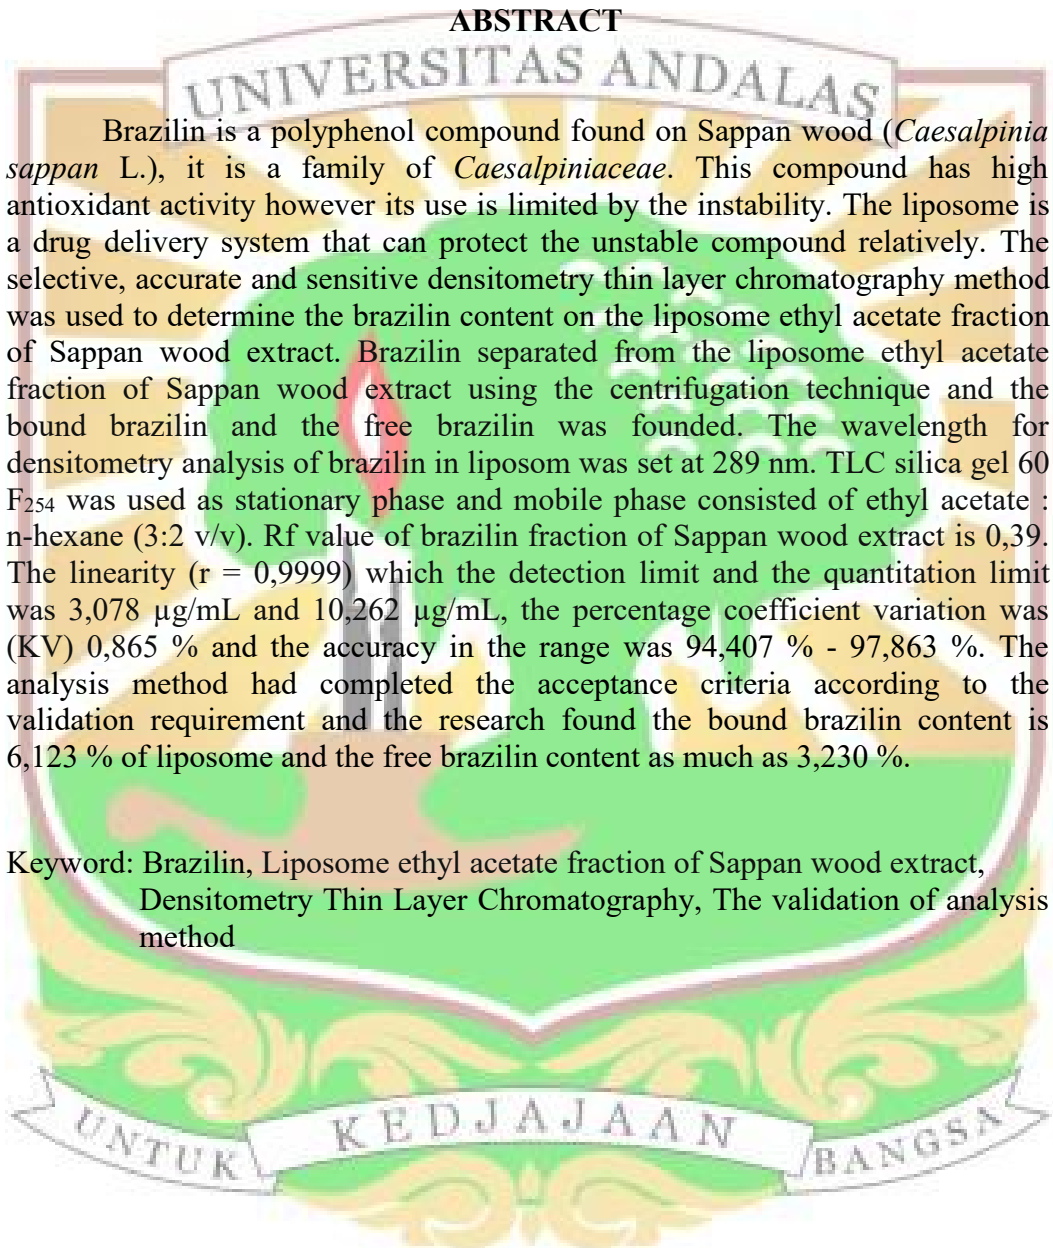 ABSTRACT
UNIVERSITAS ANDALAS
Brazilin is a polyphenol compound found on Sappan wood (Caesalpinia
sappan L.), it is a family of Caesalpiniaceae. This compound has high
antioxidant activity however its use is limited by the instability. The liposome is
a drug delivery system that can protect the unstable compound relatively. The
selective, accurate and sensitive densitometry thin layer chromatography method
was used to determine the brazilin content on the liposome ethyl acetate fraction
of Sappan wood extract. Brazilin separated from the liposome ethyl acetate
fraction of Sappan wood extract using the centrifugation technique and the
bound brazilin and the free brazilin was founded. The wavelength for
densitometry analysis of brazilin in liposom was set at 289 nm. TLC silica gel 60
F254 was used as stationary phase and mobile phase consisted of ethyl acetate :
n-hexane (3:2 v/v). Rf value of brazilin fraction of Sappan wood extract is 0,39.
The linearity (r = 0,9999) which the detection limit and the quantitation limit
was 3,078 µg/mL and 10,262 µg/mL, the percentage coefficient variation was
(KV) 0,865 % and the accuracy in the range was 94,407 % - 97,863 %. The
analysis method had completed the acceptance criteria according to the
validation requirement and the research found the bound brazilin content is
6,123 % of liposome and the free brazilin content as much as 3,230 %.
Keyword: Brazilin, Liposome ethyl acetate fraction of Sappan wood extract,
Densitometry Thin Layer Chromatography, The validation of analysis
method
UNTUK KEDJAJAAN BANGSA